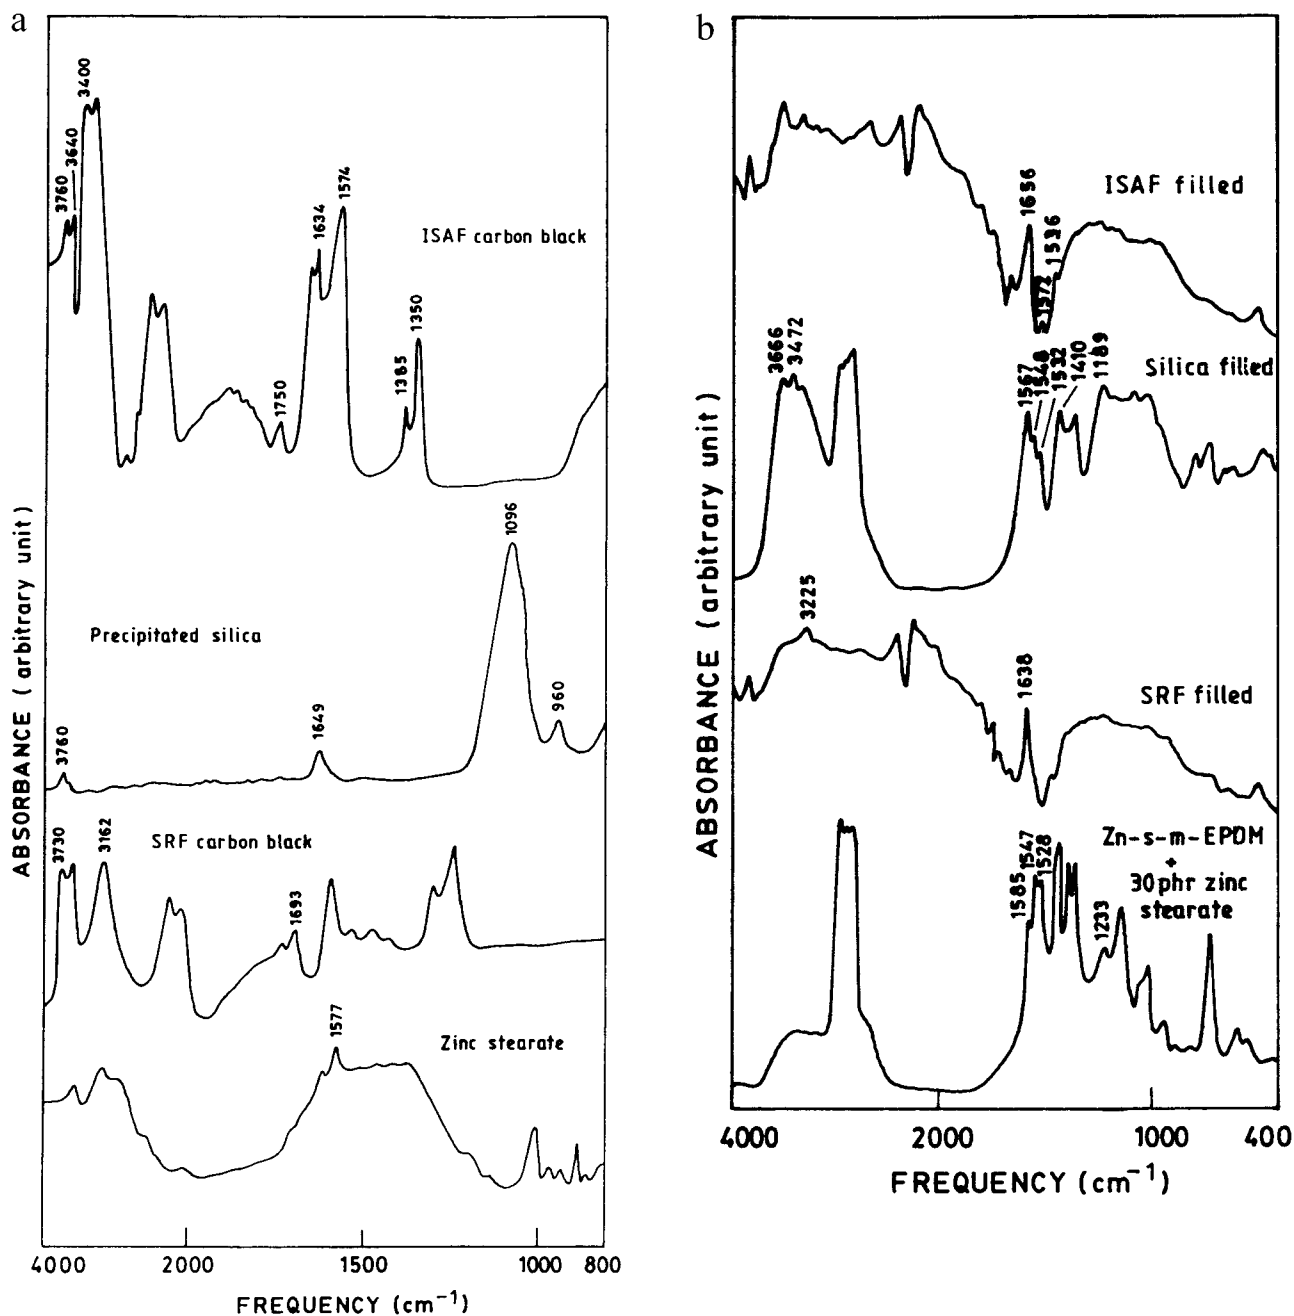 a
3760
3640
3400
1634
1574
ISAF carbon black
1750
1385
1350
1096
Precipitated silica
3760
1649
960
3730
3162
SRF carbon black
1693
1577
Zinc stearate
ABSORBANCE (arbitrary unit)
4000 2000 1500 1000 800
FREQUENCY (cm⁻¹)
b
ISAF filled
1656
1572
1536
3666
3472
1567
1548
1532
1410
1189
Silica filled
3225
1638
SRF filled
Zn-s-m-EPDM
+
30 phr zinc
stearate
1585
1547
1528
1233
ABSORBANCE (arbitrary unit)
4000 2000 1000 400
FREQUENCY (cm⁻¹)